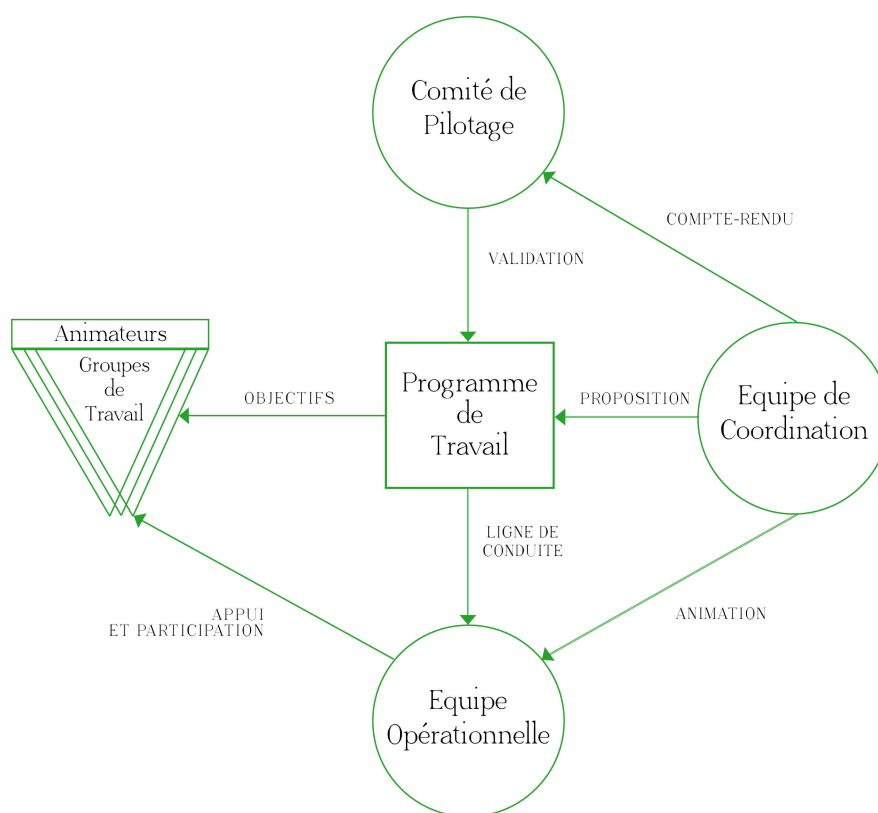 Comité de
Pilotage
COMPTE-RENDU
VALIDATION
Animateurs
Groupes
de
Travail
OBJECTIFS
Programme
de
Travail
PROPOSITION
Equipe de
Coordination
LIGNE DE
CONDUITE
APPUI
ET PARTICIPATION
ANIMATION
Equipe
Opérationnelle